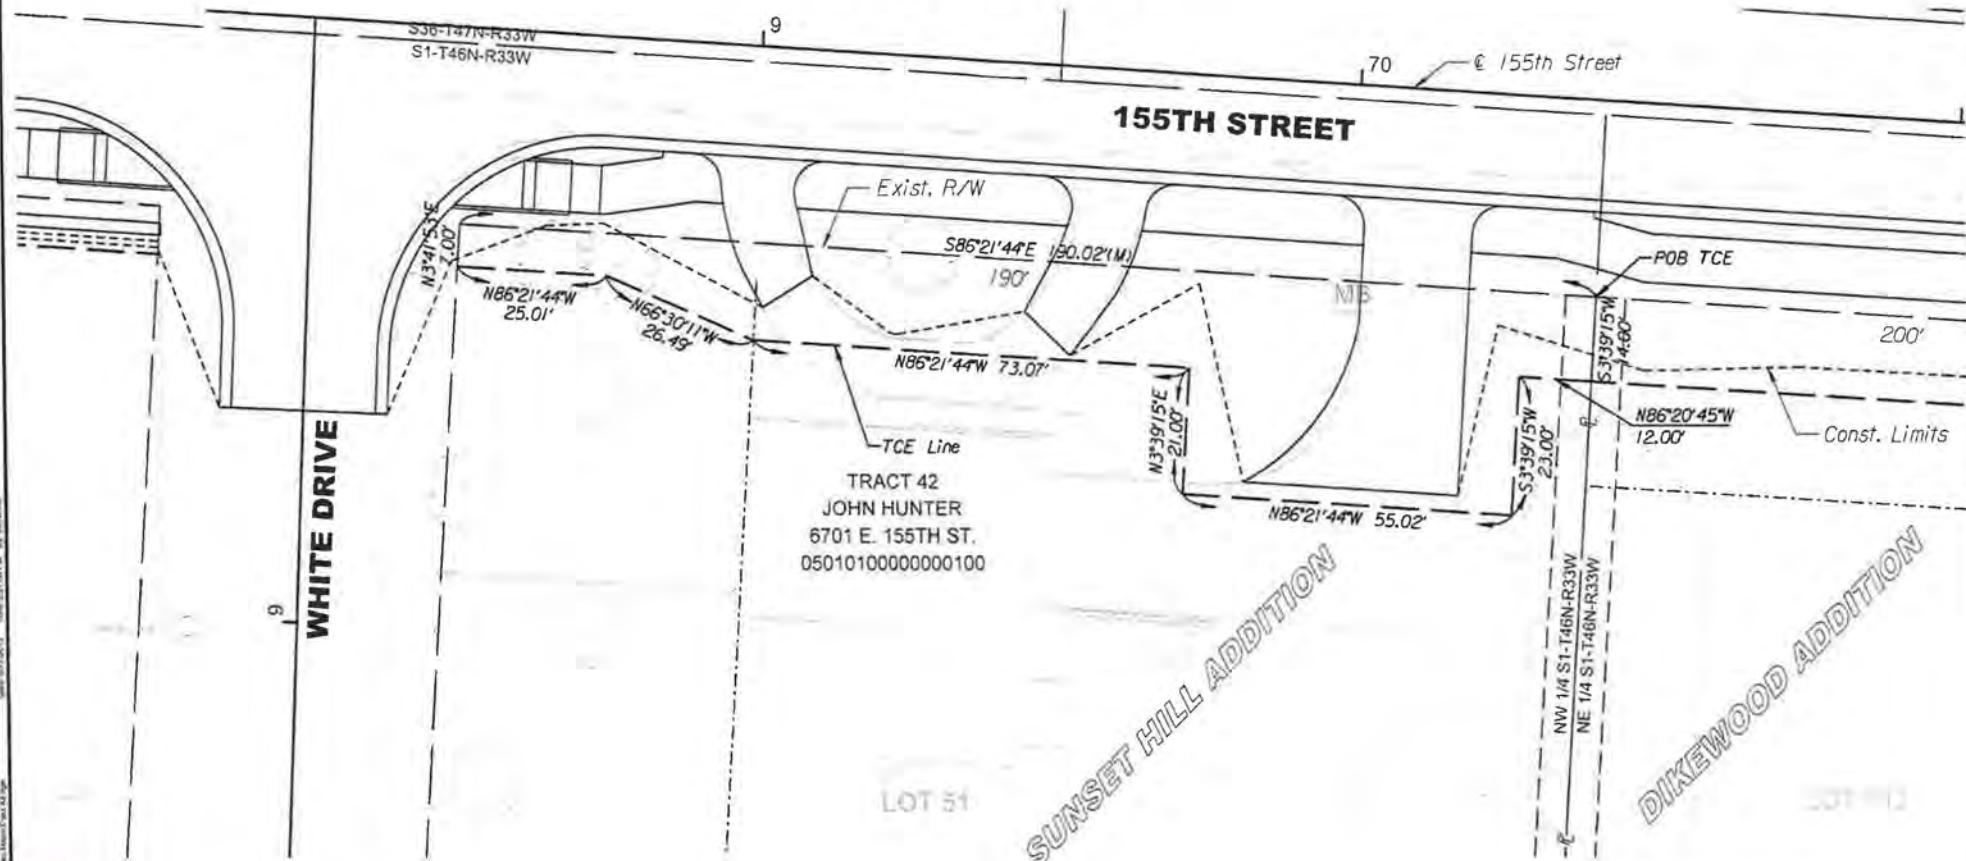 S36-T47N-R33W
S1-T46N-R33W
9
70
℄ 155th Street
155TH STREET
Exist. R/W
N3°41'53"E
7.00'
S86°21'44"E 190.02'(M)
190'
MB
POB TCE
N86°21'44"W
25.01'
N66°30'11"W
26.49'
N86°21'44"W 73.07'
S3°39'15"W
14.00'
200'
N3°39'15"E
21.00'
S3°39'15"W
23.00'
N86°20'45"W
12.00'
Const. Limits
TCE Line
TRACT 42
JOHN HUNTER
6701 E. 155TH ST.
05010100000000100
N86°21'44"W 55.02'
WHITE DRIVE
9
SUNSET HILL ADDITION
NW 1/4 S1-T46N-R33W
NE 1/4 S1-T46N-R33W
DIKEWOOD ADDITION
LOT 51